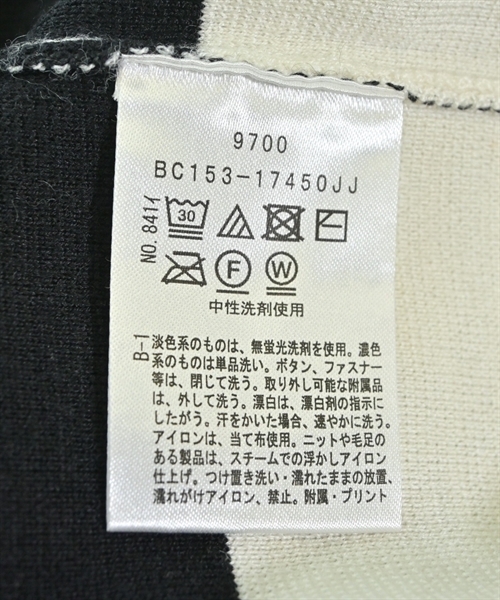 9700
BC153-17450JJ
NO. 841イ
30
F
W
中性洗剤使用
B-1
淡色系のものは、無蛍光洗剤を使用。濃色
系のものは単品洗い。ボタン、ファスナー
等は、閉じて洗う。取り外し可能な附属品
は、外して洗う。漂白は、漂白剤の指示に
したがう。汗をかいた場合、速やかに洗う。
アイロンは、当て布使用。ニットや毛足の
ある製品は、スチームでの浮かしアイロン
仕上げ。つけ置き洗い・濡れたままの放置、
濡れがけアイロン、禁止。附属・プリント